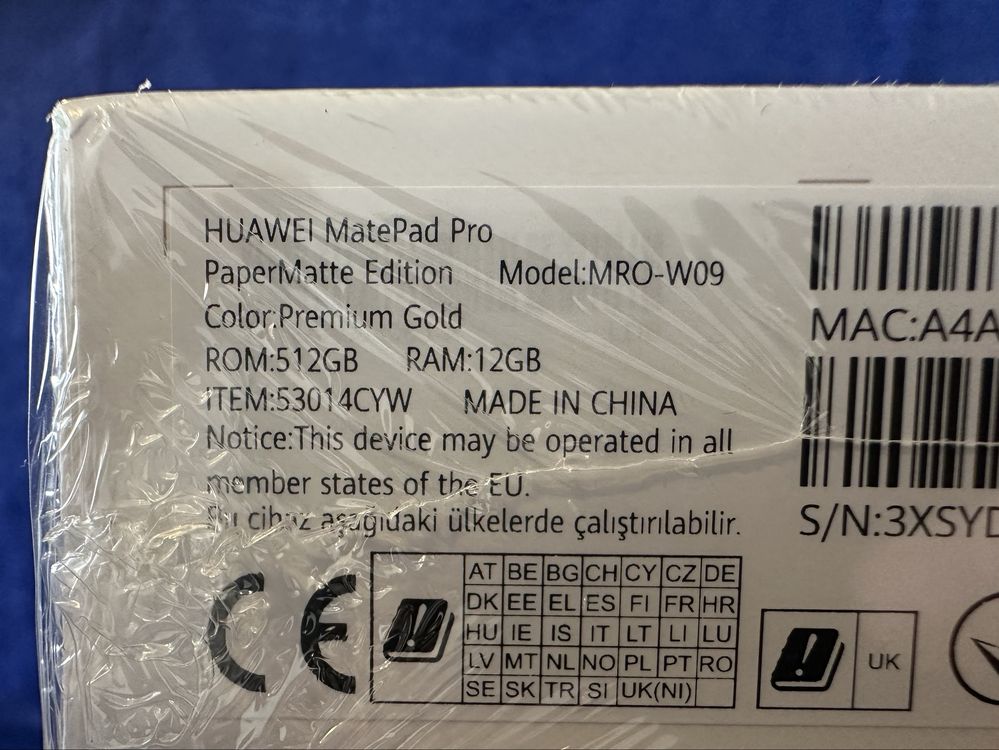 HUAWEI MatePad Pro
PaperMatte Edition Model:MRO-W09
Color:Premium Gold
ROM:512GB RAM:12GB
ITEM:53014CYW MADE IN CHINA
Notice:This device may be operated in all
member states of the EU.
Bu cihaz aşağıdaki ülkelerde çalıştırılabilir.
MAC:A4A
S/N:3XSYD
CE
AT BE BG CH CY CZ DE
DK EE EL ES FI FR HR
HU IE IS IT LT LI LU
LV MT NL NO PL PT RO
SE SK TR SI UK(NI)
UK